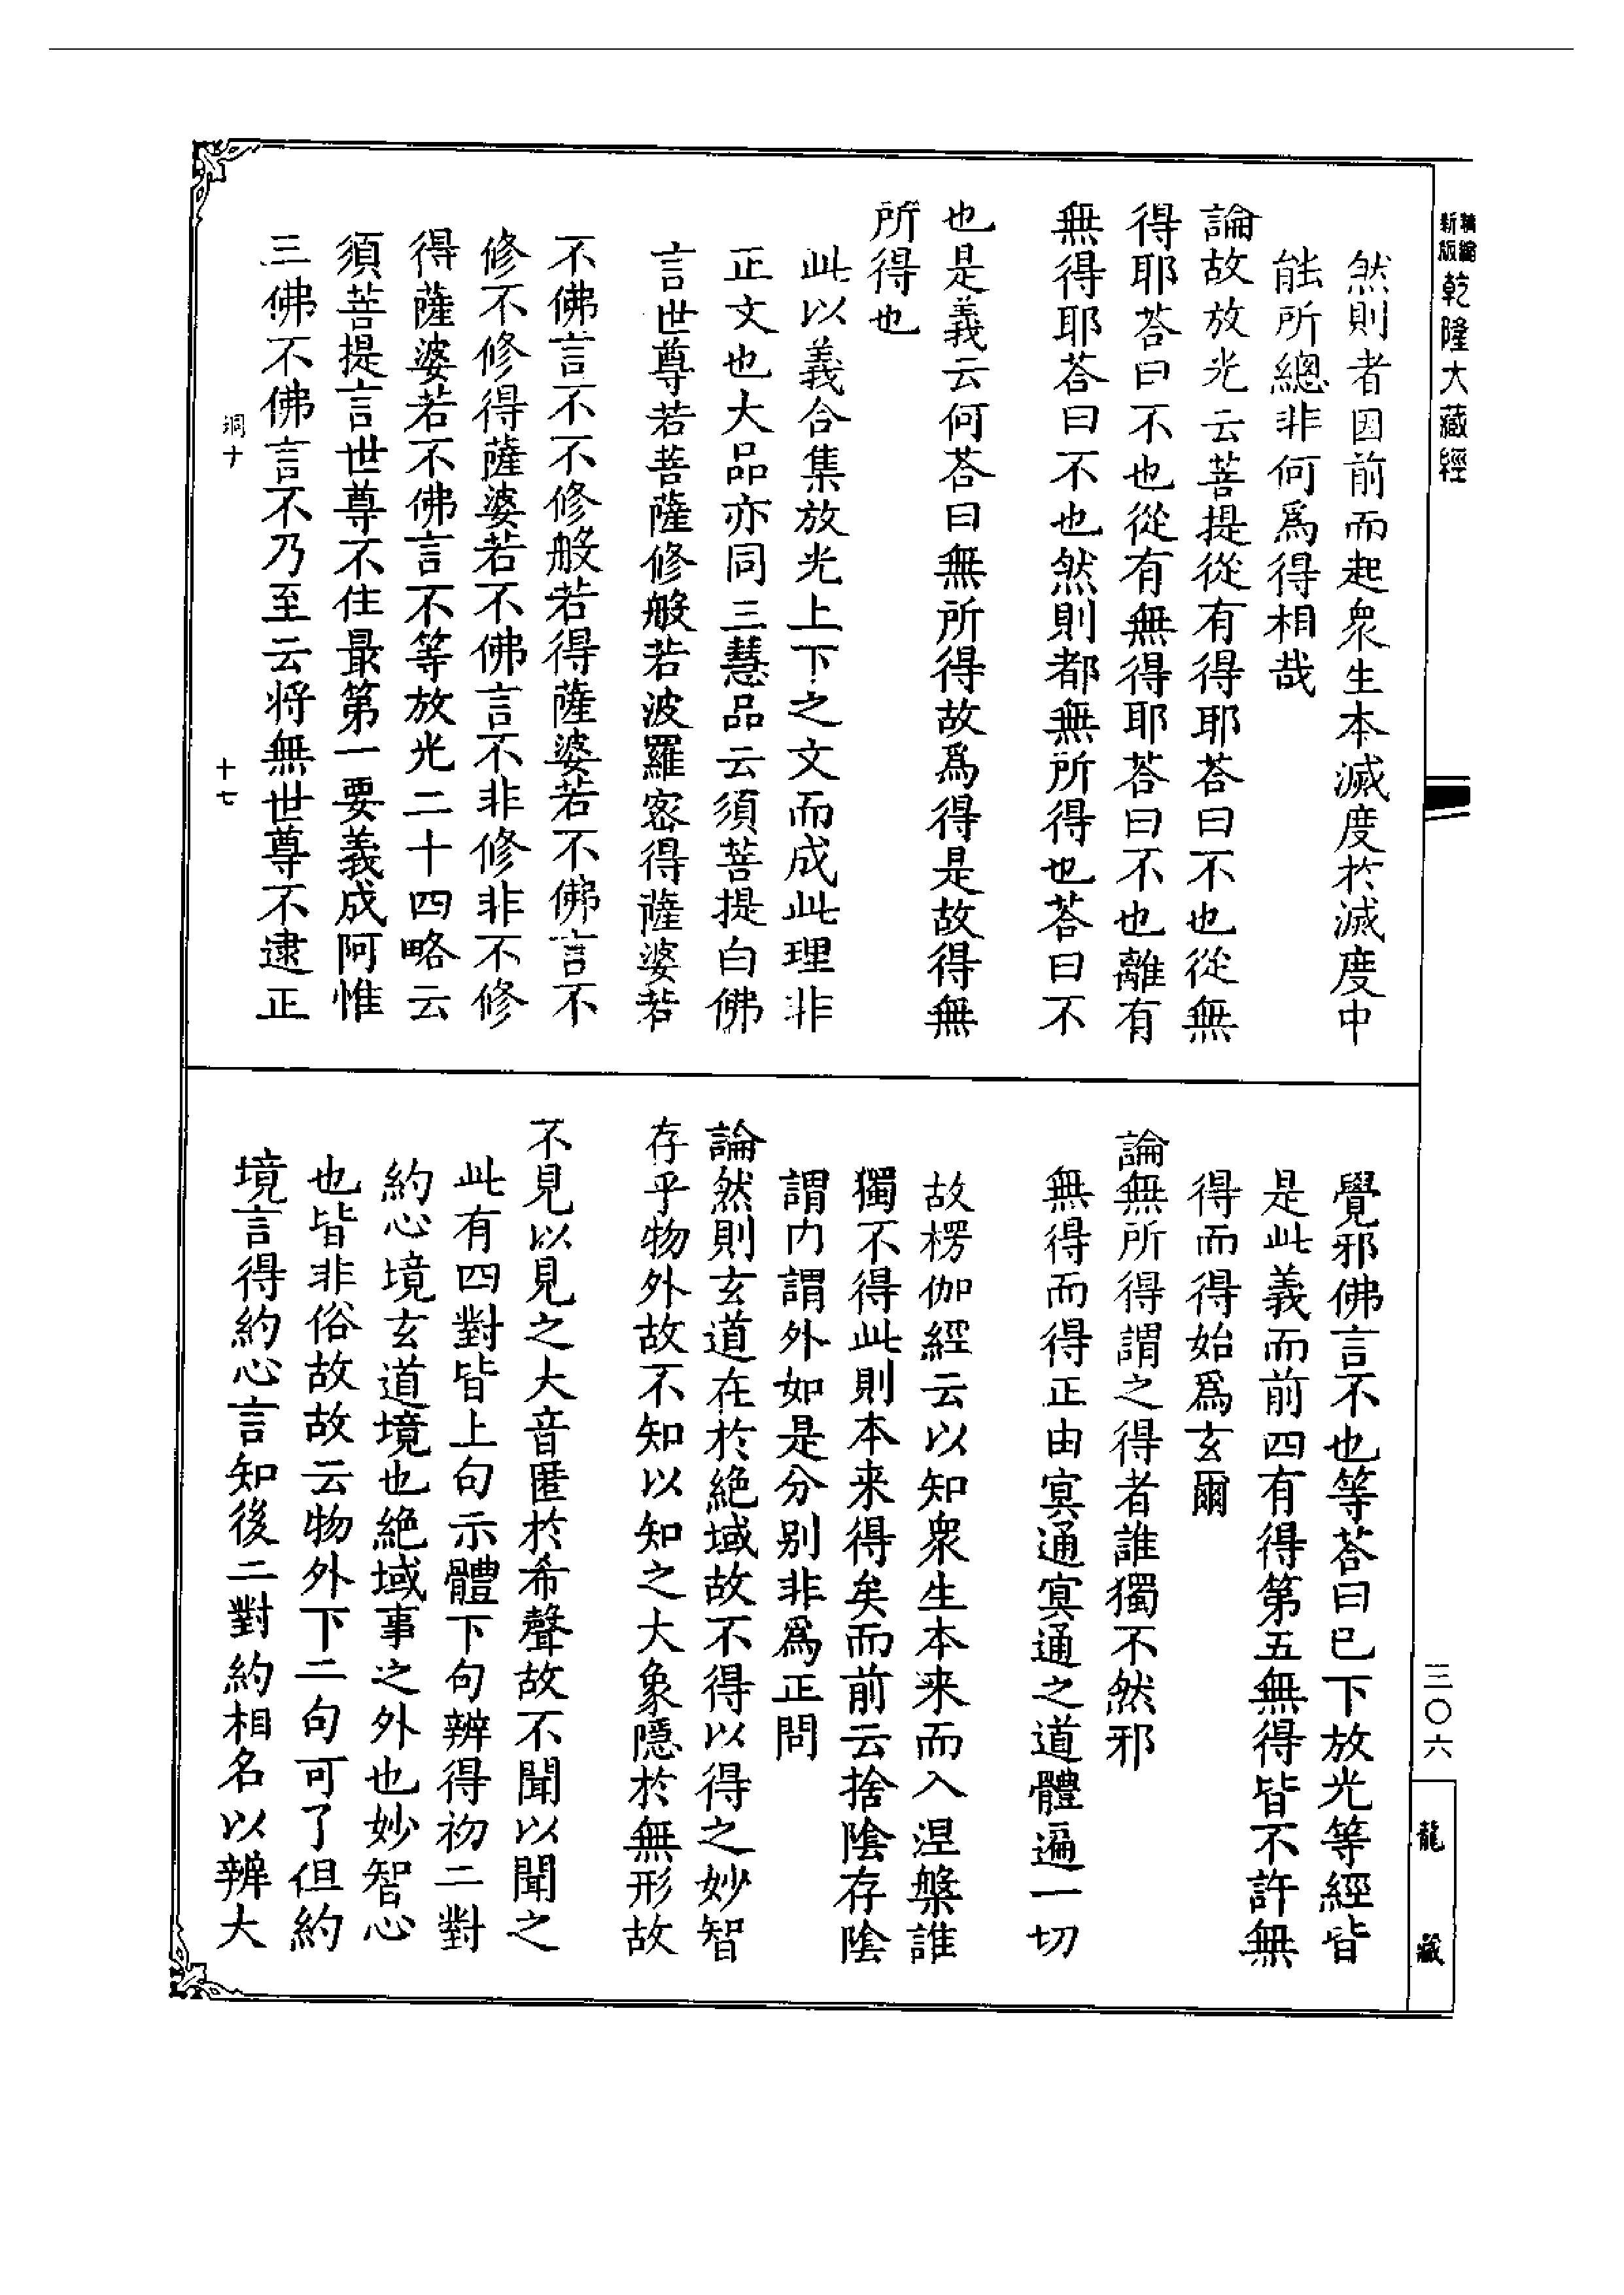 新版精縮
乾隆大藏經
然則者因前而起衆生本滅度於滅度中
能所總非何爲得相哉
論故放光云菩提從有得耶荅曰不也從無
得耶荅曰不也從有無得耶荅曰不也離有
無得耶荅曰不也然則都無所得也荅曰不
也是義云何荅曰無所得故爲得是故得無
所得也
此以義合集放光上下之文而成此理非
正文也大品亦同三慧品云須菩提白佛
言世尊若菩薩修般若波羅密得薩婆若
不佛言不不修般若得薩婆若不佛言不
修不修得薩婆若不佛言不非修非不修
得薩婆若不佛言不等放光二十四略云
須菩提言世尊不住最第一要義成阿惟
三佛不佛言不乃至云将無世尊不逮正
洞十
十七
覺邪佛言不也等荅曰已下放光等經皆
是此義而前四有得第五無得皆不許無
得而得始爲玄爾
論無所得謂之得者誰獨不然邪
無得而得正由冥通冥通之道體遍一切
故楞伽經云以知衆生本来而入涅槃誰
獨不得此則本来得矣而前云捨陰存陰
謂内謂外如是分别非爲正問
論然則玄道在於絶域故不得以得之妙智
存乎物外故不知以知之大象隱於無形故
不見以見之大音匿於希聲故不聞以聞之
此有四對皆上句示體下句辨得初二對
約心境玄道境也絶域事之外也妙智心
也皆非俗故故云物外下二句可了但約
境言得約心言知後二對約相名以辨大
三〇六
龍藏